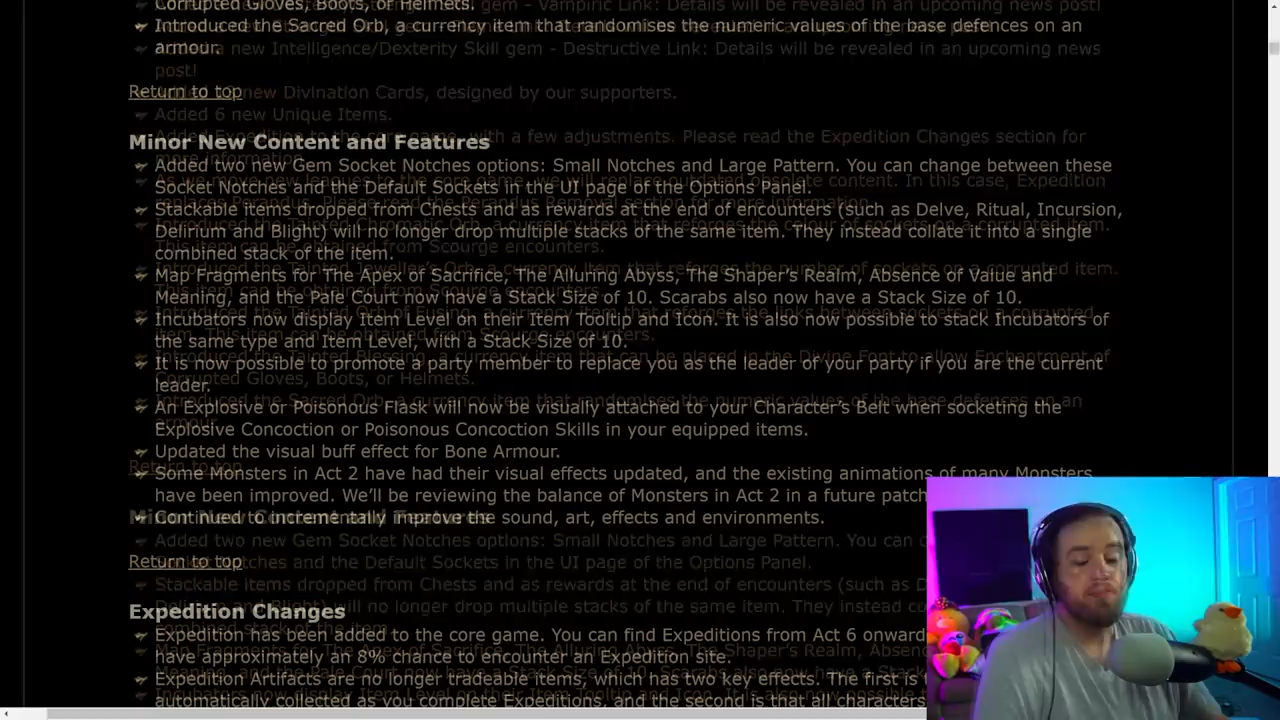 Corrupted Gloves, Boots, or Helmets.
Introduced the Sacred Orb, a currency item that randomises the numeric values of the base defences on an
armour.
Return to top
new Divination Cards, designed by our supporters.
Added 6 new Unique Items.
Minor New Content and Features
Added two new Gem Socket Notches options: Small Notches and Large Pattern. You can change between these
Socket Notches and the Default Sockets in the UI page of the Options Panel.
Stackable items dropped from Chests and as rewards at the end of encounters (such as Delve, Ritual, Incursion,
Delirium and Blight) will no longer drop multiple stacks of the same item. They instead collate it into a single
combined stack of the item.
Map Fragments for The Apex of Sacrifice, The Alluring Abyss, The Shaper's Realm, Absence of Value and
Meaning, and the Pale Court now have a Stack Size of 10. Scarabs also now have a Stack Size of 10.
Incubators now display Item Level on their Item Tooltip and Icon. It is also now possible to stack Incubators of
the same type and Item Level, with a Stack Size of 10.
It is now possible to promote a party member to replace you as the leader of your party if you are the current
leader.
An Explosive or Poisonous Flask will now be visually attached to your Character's Belt when socketing the
Explosive Concoction or Poisonous Concoction Skills in your equipped items.
Updated the visual buff effect for Bone Armour.
Some Monsters in Act 2 have had their visual effects updated, and the existing animations of many Monsters
have been improved. We'll be reviewing the balance of Monsters in Act 2 in a future patch
Continued to incrementally improve the sound, art, effects and environments.
Return to top
Expedition Changes
Expedition has been added to the core game. You can find Expeditions from Act 6 onward
have approximately an 8% chance to encounter an Expedition site.
Expedition Artifacts are no longer tradeable items, which has two key effects. The first is
automatically collected as you complete Expeditions, and the second is that all characters